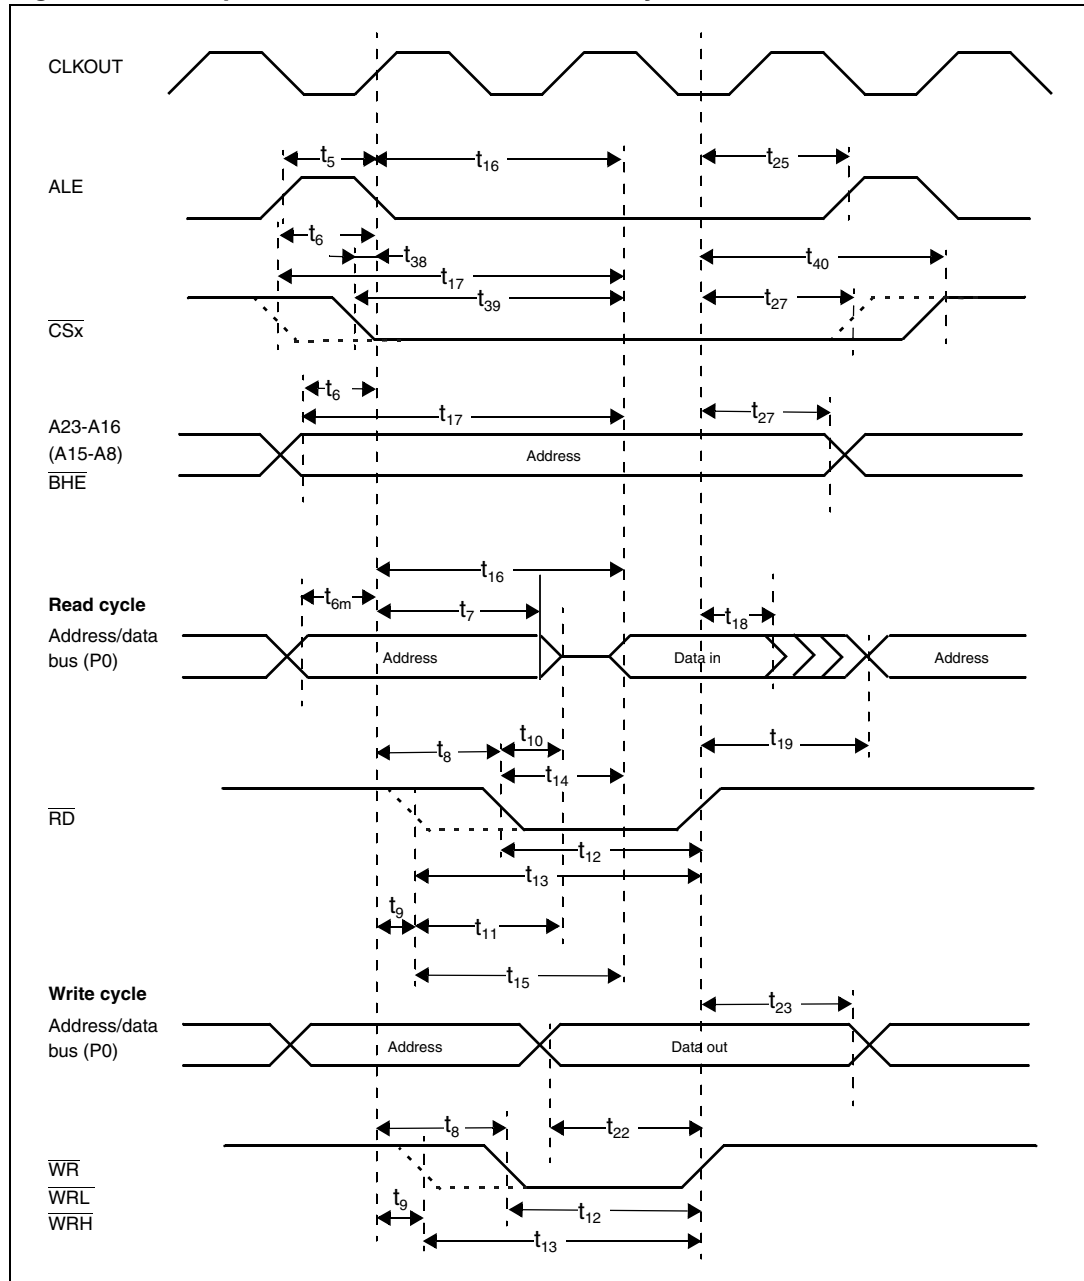 CLKOUT
t5
t16
t25
ALE
t6
t38
t40
t17
t39
t27
CSx
t6
A23-A16
t17
t27
(A15-A8)
Address
BHE
t16
Read cycle
t6m
t7
t18
Address/data
bus (P0)
Address
Data in
Address
t8
t10
t19
t14
RD
t12
t13
t9
t11
t15
Write cycle
t23
Address/data
bus (P0)
Address
Data out
t8
t22
WR
WRL
t9
t12
WRH
t13